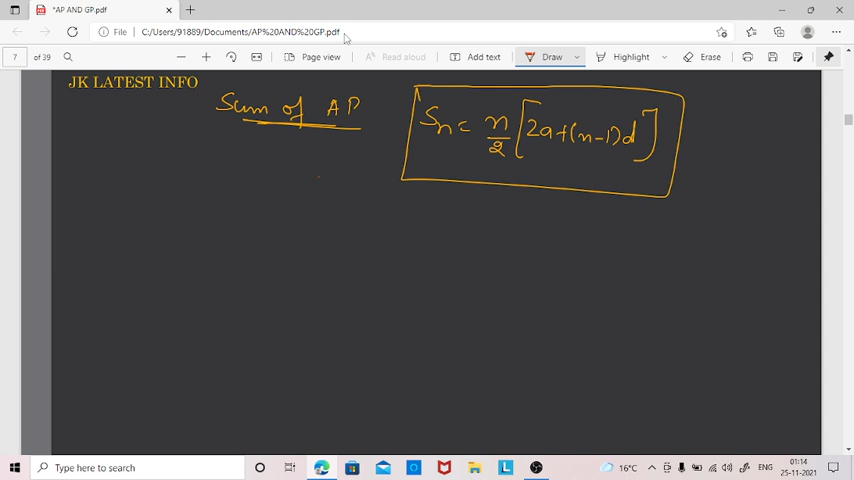 *AP AND GP.pdf
File
C:/Users/91889/Documents/AP%20AND%20GP.pdf
7 of 39
Page view
Read aloud
Add text
Draw
Highlight
Erase
JK LATEST INFO
Sum of AP
Sn = n/2 [2a+(n-1)d]
Type here to search
16°C
ENG
01:14
25-11-2021